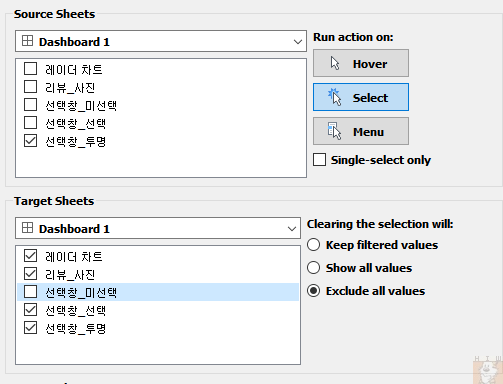 Source Sheets
Dashboard 1
레이더 차트
리뷰_사진
선택창_미선택
선택창_선택
선택창_투명
Run action on:
Hover
Select
Menu
Single-select only
Target Sheets
Dashboard 1
레이더 차트
리뷰_사진
선택창_미선택
선택창_선택
선택창_투명
Clearing the selection will:
Keep filtered values
Show all values
Exclude all values